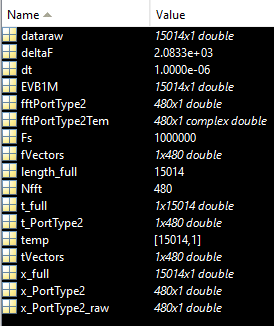 Name Value
dataraw 15014x1 double
deltaF 2.0833e+03
dt 1.0000e-06
EVB1M 15014x1 double
fftPortType2 480x1 double
fftPortType2Tem 480x1 complex double
Fs 1000000
fVectors 1x480 double
length_full 15014
Nfft 480
t_full 1x15014 double
t_PortType2 1x480 double
temp [15014,1]
tVectors 1x480 double
x_full 15014x1 double
x_PortType2 480x1 double
x_PortType2_raw 480x1 double